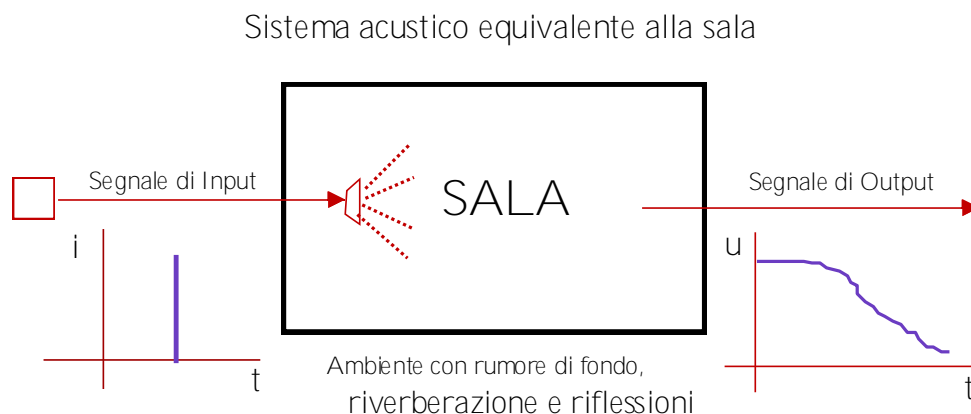 Sistema acustico equivalente alla sala
Segnale di Input
SALA
Segnale di Output
i
t
u
t
Ambiente con rumore di fondo,
riverberazione e riflessioni